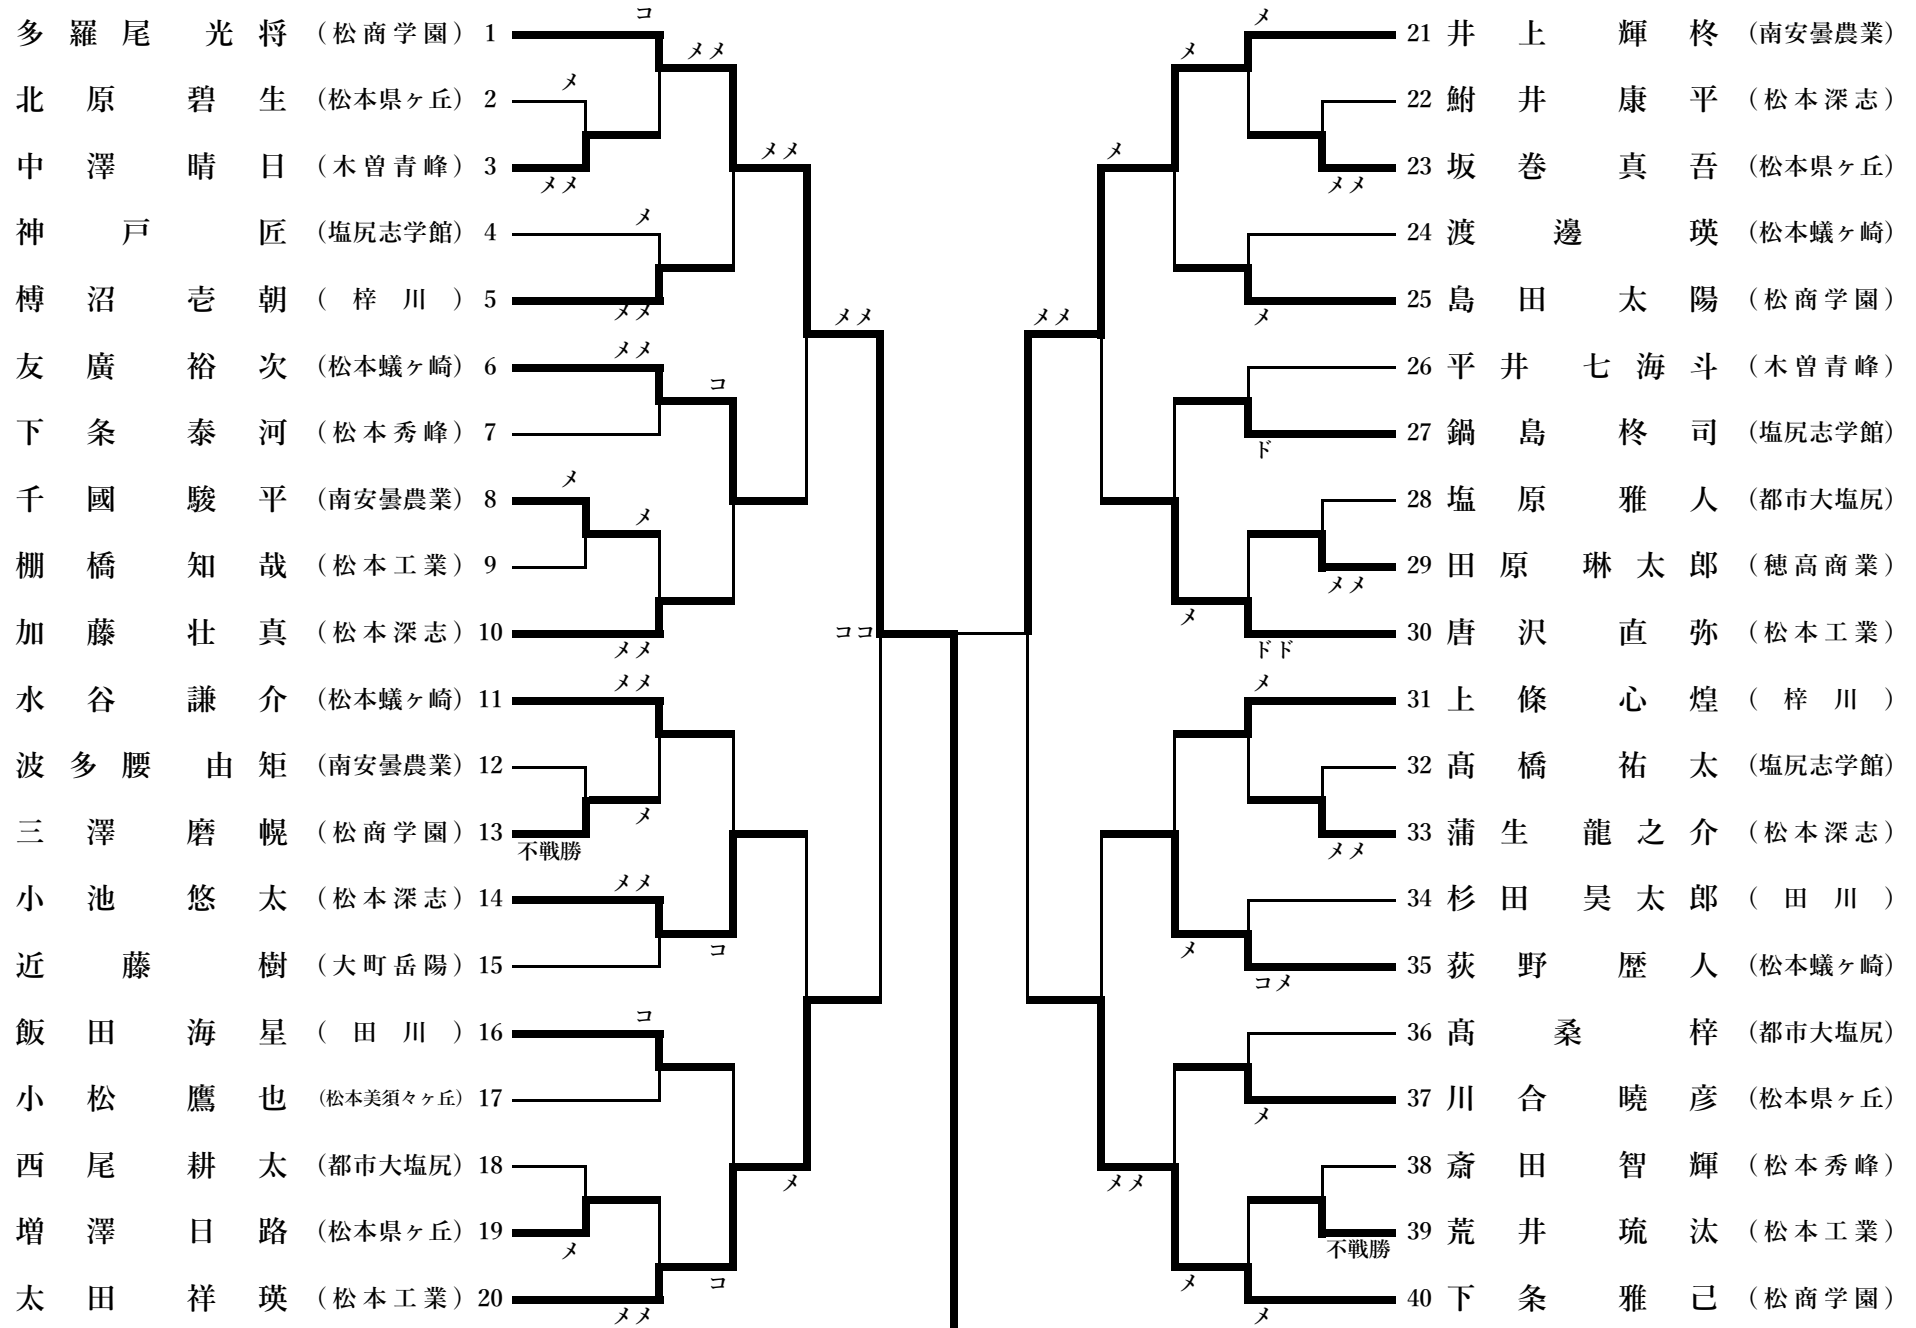 コ
多羅尾 光将 (松商学園) 1
メメ
メ
北原 碧生 (松本県ヶ丘) 2
中澤 晴日 (木曽青峰) 3
メメ
メメ
メ
神戸 匠 (塩尻志学館) 4
榑沼 壱朝 (梓川) 5
メメ
メメ
メメ
友廣 裕次 (松本蟻ヶ崎) 6
コ
下条 泰河 (松本秀峰) 7
メ
千國 駿平 (南安曇農業) 8
メ
棚橋 知哉 (松本工業) 9
加藤 壮真 (松本深志) 10
メメ
ココ
メメ
水谷 謙介 (松本蟻ヶ崎) 11
波多腰 由矩 (南安曇農業) 12
メ
三澤 磨幌 (松商学園) 13
不戦勝
メメ
小池 悠太 (松本深志) 14
コ
近藤 樹 (大町岳陽) 15
コ
飯田 海星 (田川) 16
小松 鷹也 (松本美須々ヶ丘) 17
西尾 耕太 (都市大塩尻) 18
メ
増澤 日路 (松本県ヶ丘) 19
メ
コ
太田 祥瑛 (松本工業) 20
メメ
メ
21 井上 輝柊 (南安曇農業)
メ
22 鮒井 康平 (松本深志)
メ
23 坂巻 真吾 (松本県ヶ丘)
メメ
24 渡邊 瑛 (松本蟻ヶ崎)
25 島田 太陽 (松商学園)
メ
メメ
26 平井 七海斗 (木曽青峰)
27 鍋島 柊司 (塩尻志学館)
ド
28 塩原 雅人 (都市大塩尻)
29 田原 琳太郎 (穂高商業)
メメ
メ
30 唐沢 直弥 (松本工業)
ドド
メ
31 上條 心煌 (梓川)
32 髙橋 祐太 (塩尻志学館)
33 蒲生 龍之介 (松本深志)
メメ
34 杉田 昊太郎 (田川)
メ
35 荻野 歴人 (松本蟻ヶ崎)
コメ
36 髙桑 梓 (都市大塩尻)
37 川合 曉彦 (松本県ヶ丘)
メ
38 斎田 智輝 (松本秀峰)
メメ
39 荒井 琉汰 (松本工業)
不戦勝
メ
40 下条 雅己 (松商学園)
メ